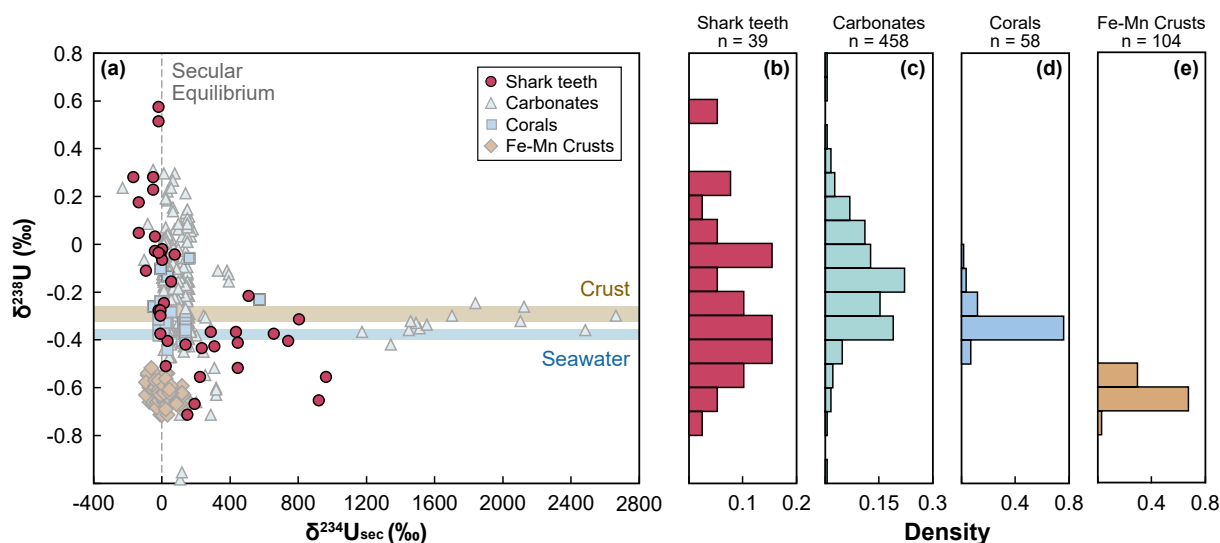 Shark teeth
n = 39
Carbonates
n = 458
Corals
n = 58
Fe-Mn Crusts
n = 104
(a)
Secular
Equilibrium
Shark teeth
Carbonates
Corals
Fe-Mn Crusts
Crust
Seawater
0.8
0.6
0.4
0.2
0
-0.2
-0.4
-0.6
-0.8
δ²³⁸U (‰)
-400 0 400 800 1200 1600 2000 2400 2800
δ²³⁴Usec (‰)
(b)
(c)
(d)
(e)
0.1 0.2
0.15 0.3
0.4 0.8
0.4 0.8
Density